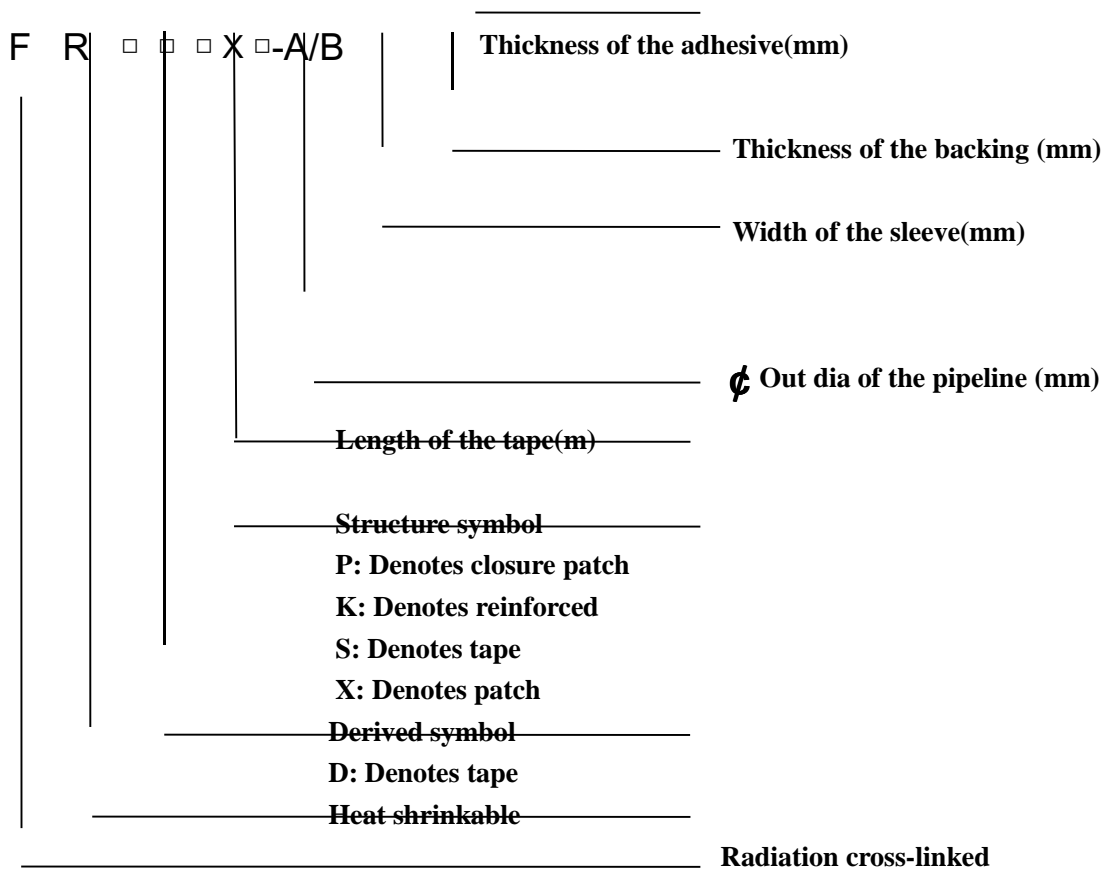 F R □ □ □ X □-A/B
Thickness of the adhesive(mm)
Thickness of the backing (mm)
Width of the sleeve(mm)
¢ Out dia of the pipeline (mm)
Length of the tape(m)
Structure symbol
P: Denotes closure patch
K: Denotes reinforced
S: Denotes tape
X: Denotes patch
Derived symbol
D: Denotes tape
Heat shrinkable
Radiation cross-linked